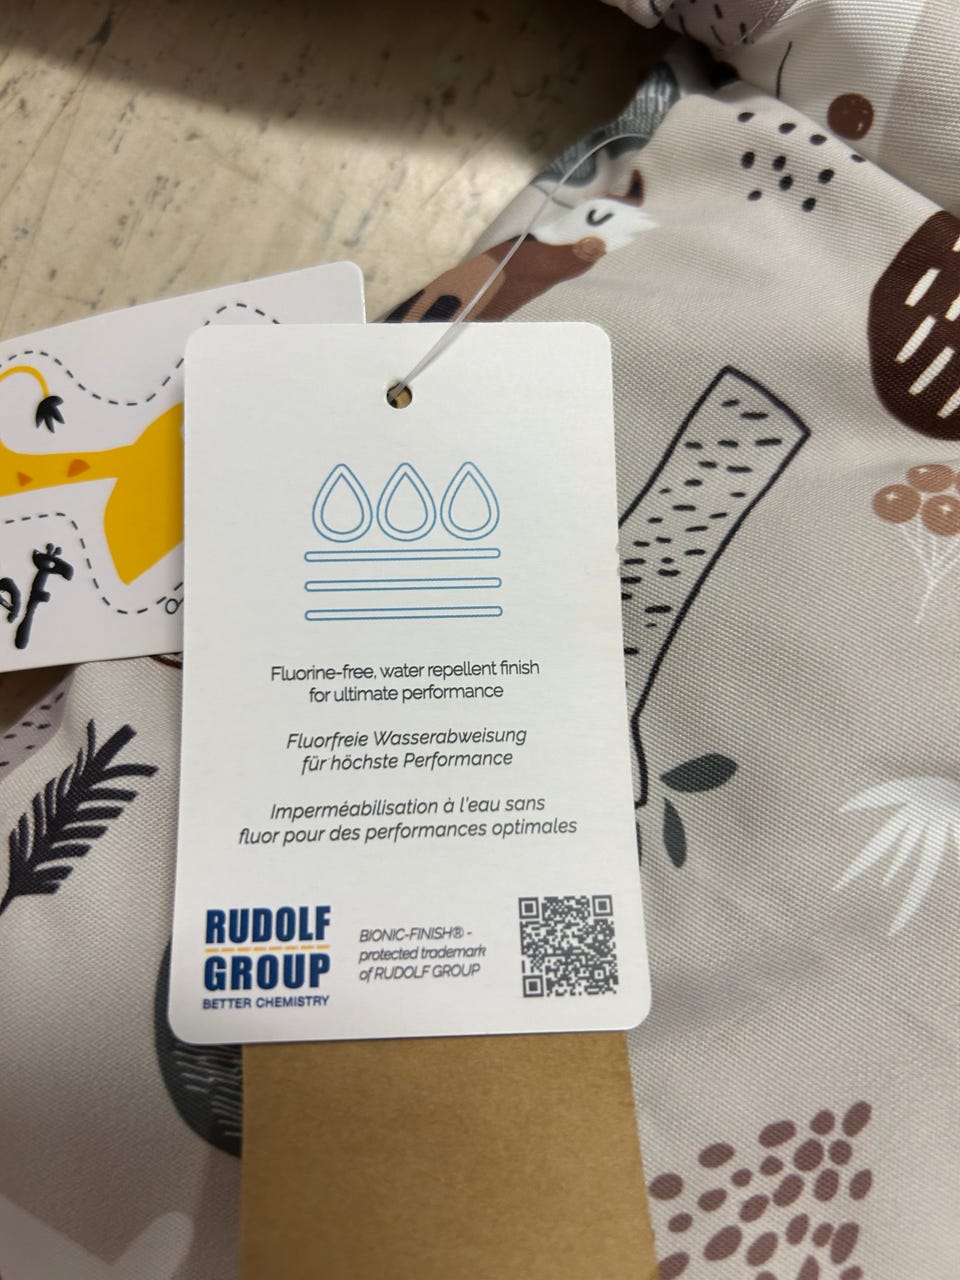 Fluorine-free, water repellent finish
for ultimate performance
Fluorfreie Wasserabweisung
für höchste Performance
Imperméabilisation à l'eau sans
fluor pour des performances optimales
RUDOLF
GROUP
BETTER CHEMISTRY
BIONIC-FINISH® -
protected trademark
of RUDOLF GROUP